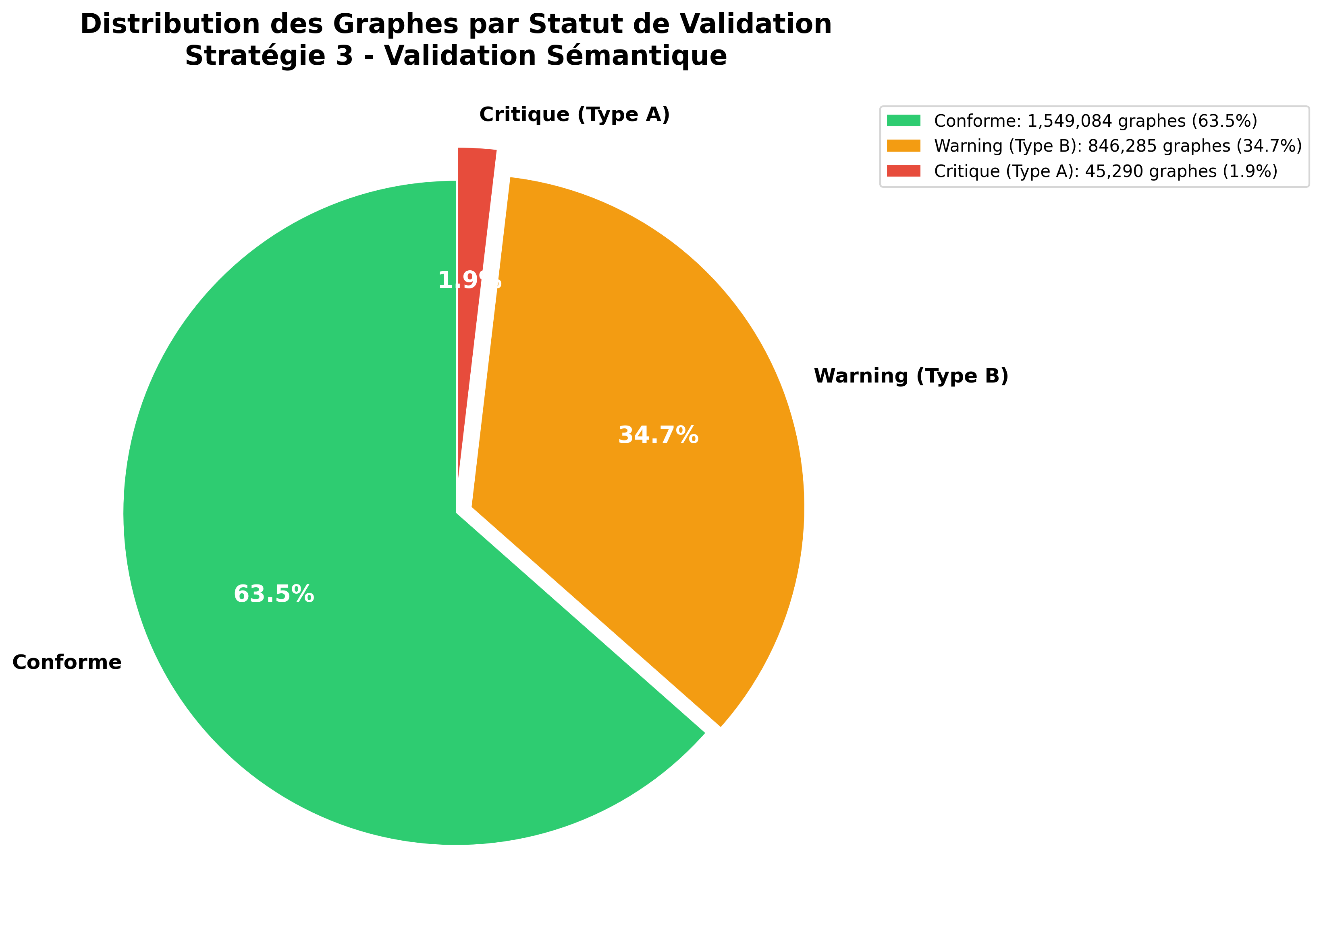 Distribution des Graphes par Statut de Validation
Stratégie 3 - Validation Sémantique
Critique (Type A)
Conforme: 1,549,084 graphes (63.5%)
Warning (Type B): 846,285 graphes (34.7%)
Critique (Type A): 45,290 graphes (1.9%)
1.9%
Warning (Type B)
34.7%
63.5%
Conforme